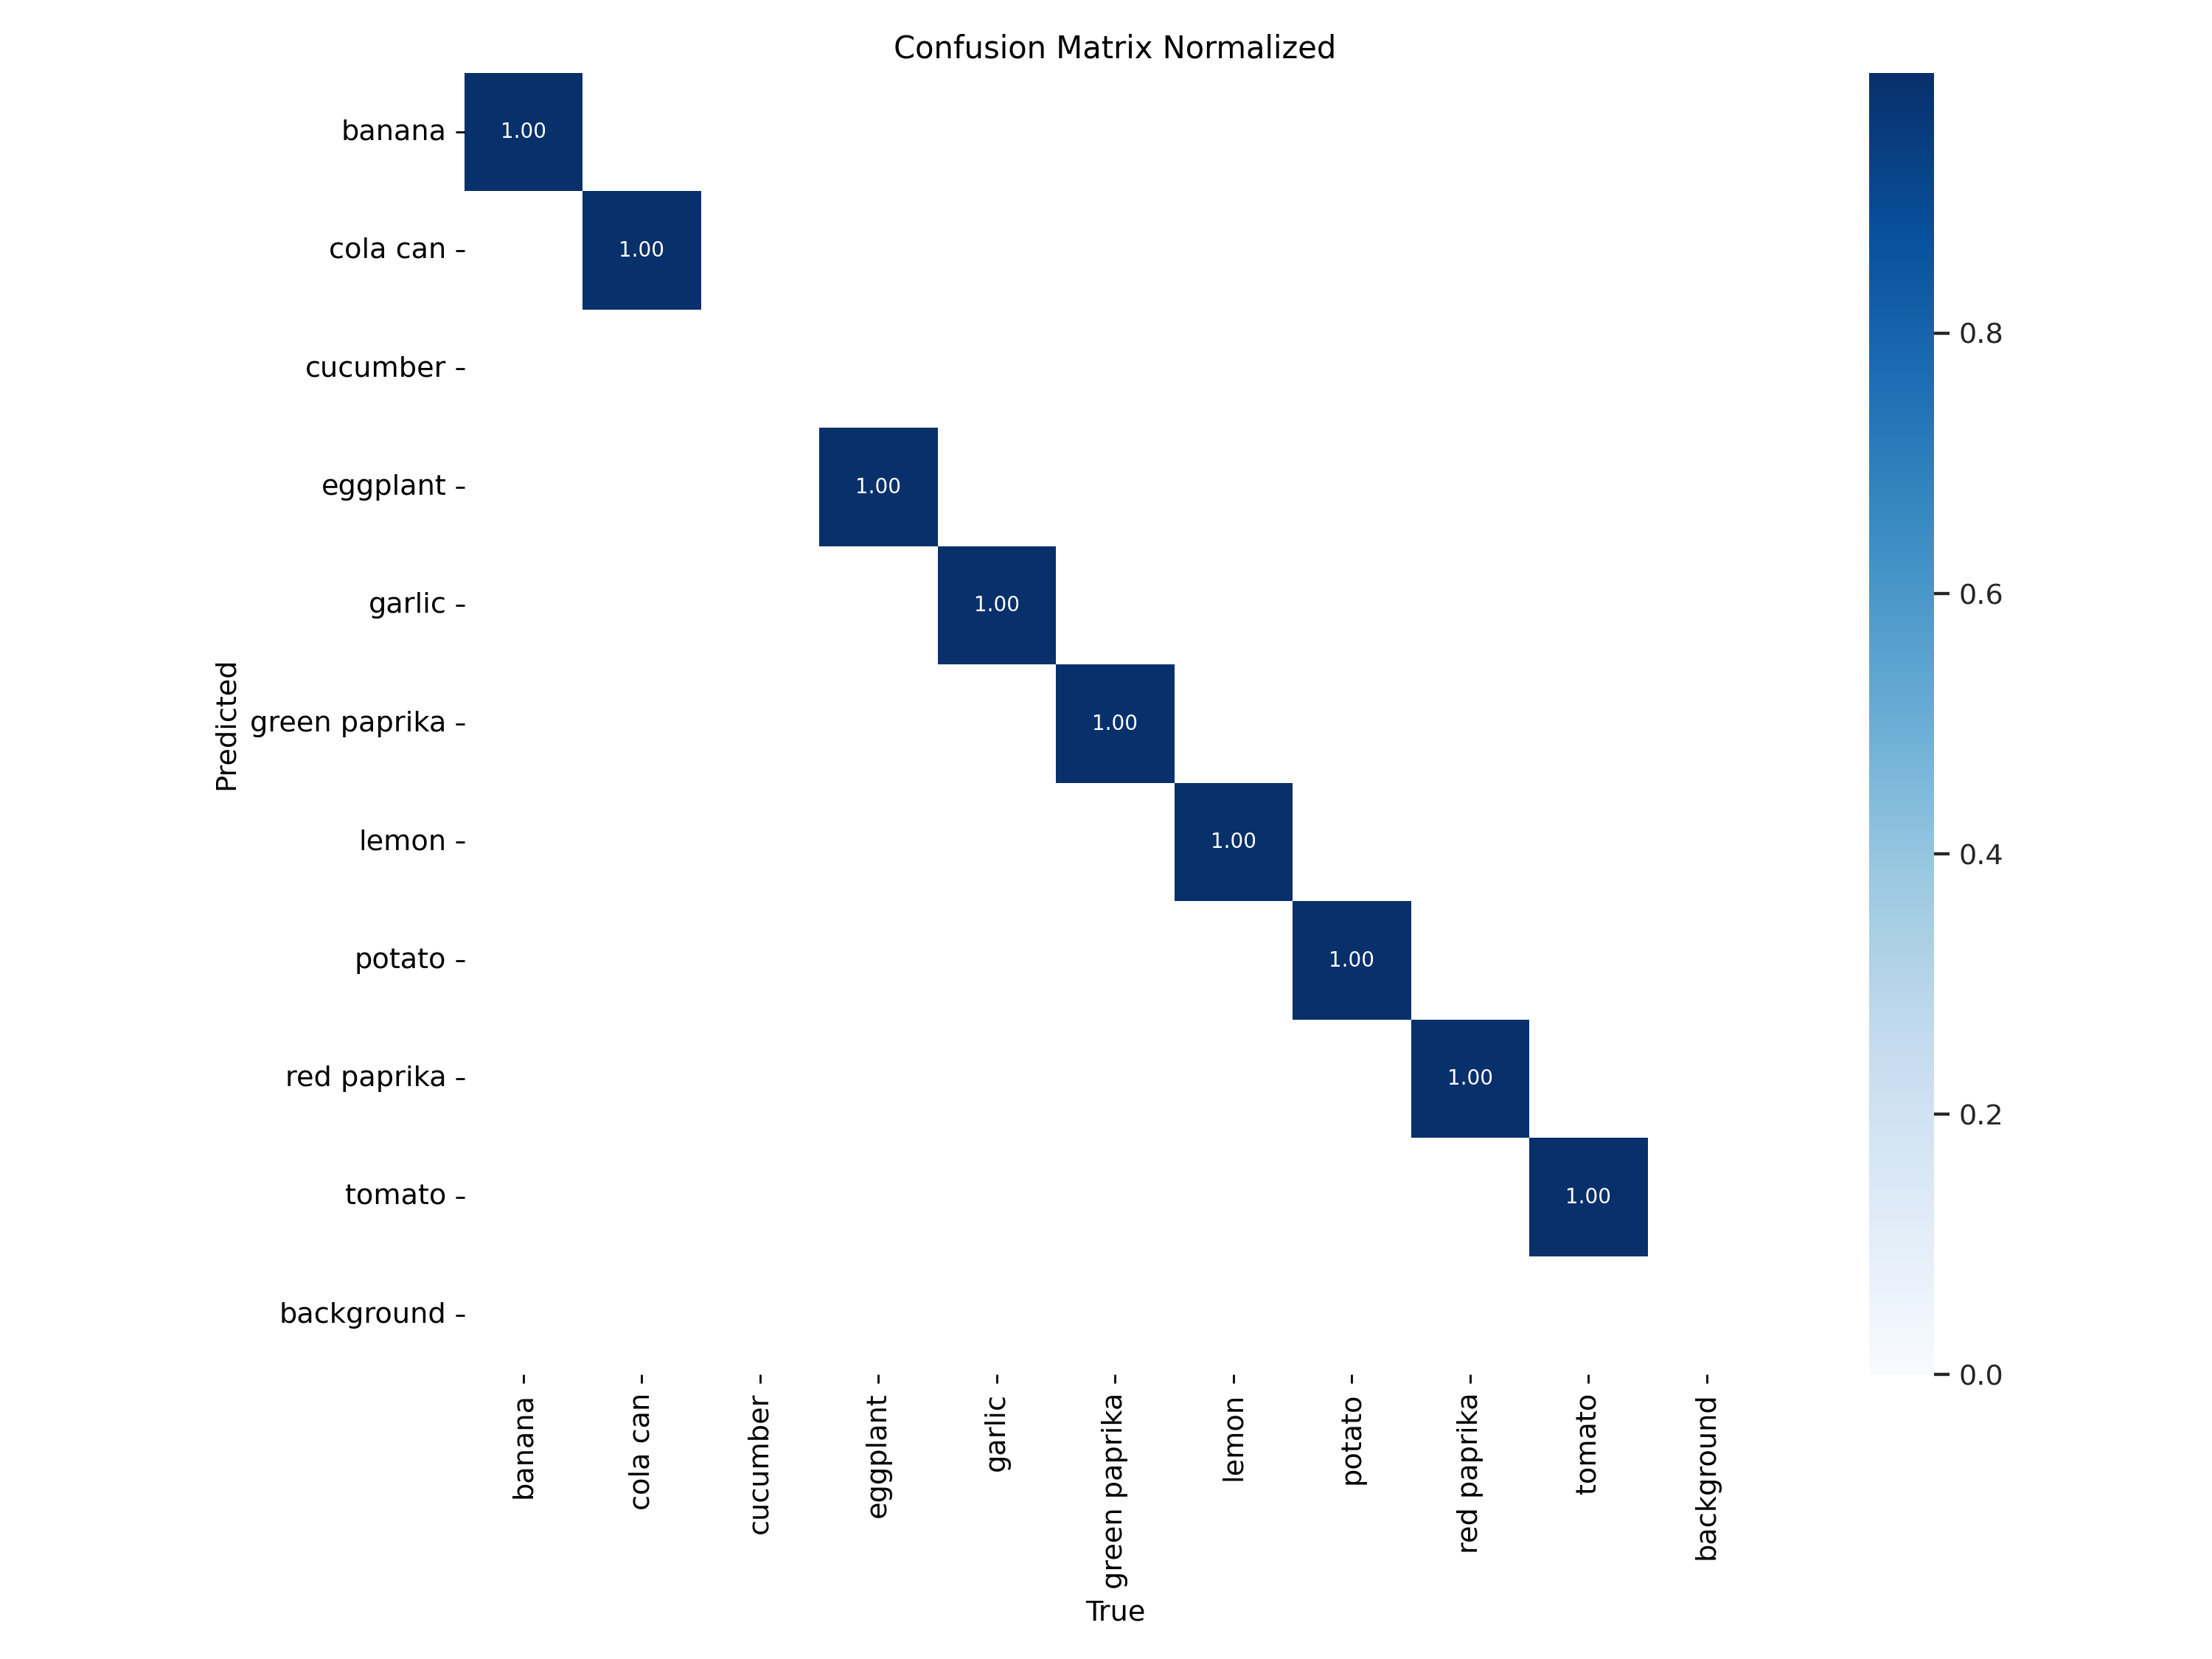 Confusion Matrix Normalized
banana
1.00
cola can
1.00
cucumber
eggplant
1.00
garlic
1.00
green paprika
1.00
lemon
1.00
potato
1.00
red paprika
1.00
tomato
1.00
background
Predicted
banana
cola can
cucumber
eggplant
garlic
green paprika
lemon
potato
red paprika
tomato
background
True
0.8
0.6
0.4
0.2
0.0